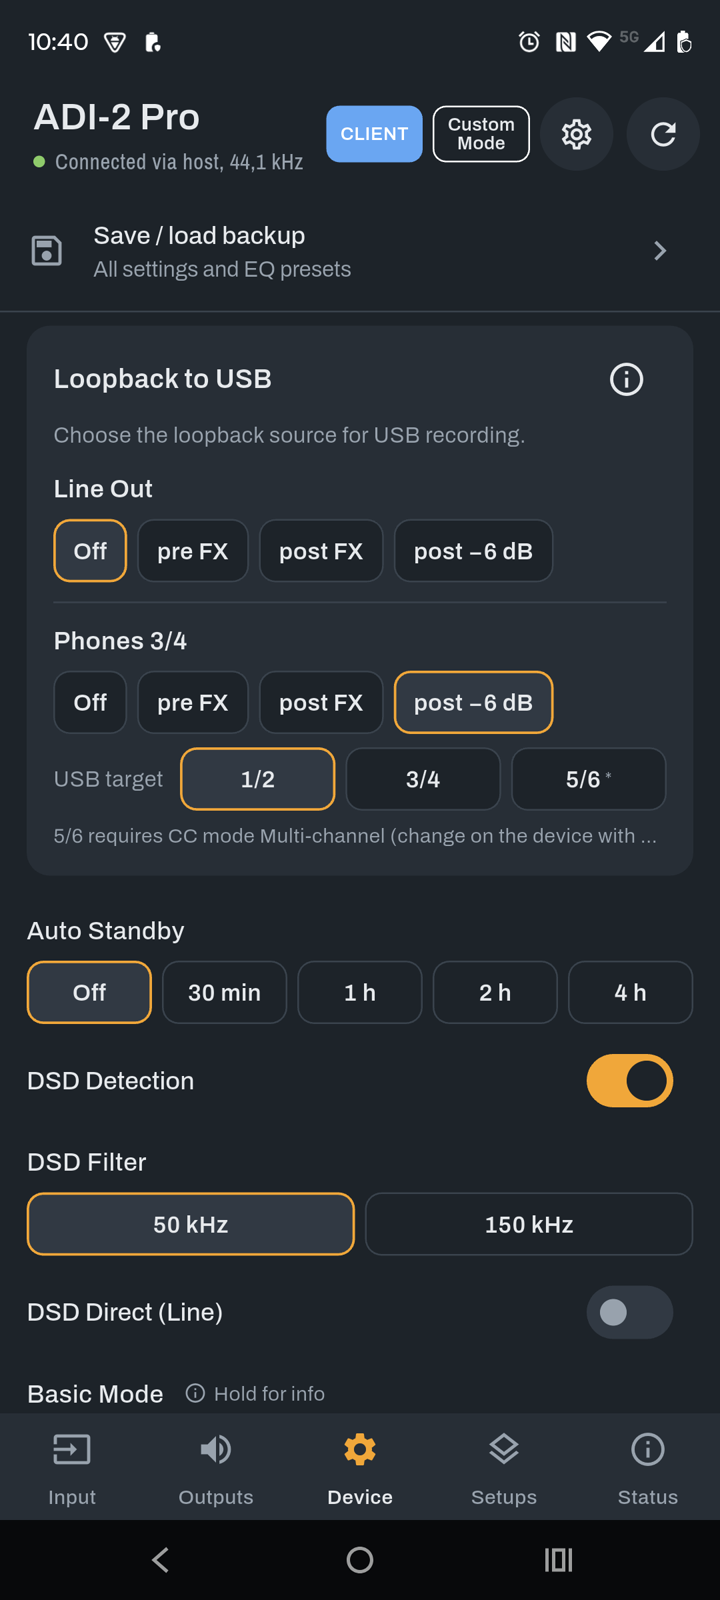 10:40
5G
ADI-2 Pro
Connected via host, 44,1 kHz
CLIENT
Custom
Mode
Save / load backup
All settings and EQ presets
Loopback to USB
Choose the loopback source for USB recording.
Line Out
Off pre FX post FX post –6 dB
Phones 3/4
Off pre FX post FX post –6 dB
USB target 1/2 3/4 5/6 *
5/6 requires CC mode Multi-channel (change on the device with ...
Auto Standby
Off 30 min 1 h 2 h 4 h
DSD Detection
DSD Filter
50 kHz 150 kHz
DSD Direct (Line)
Basic Mode Hold for info
Input Outputs Device Setups Status